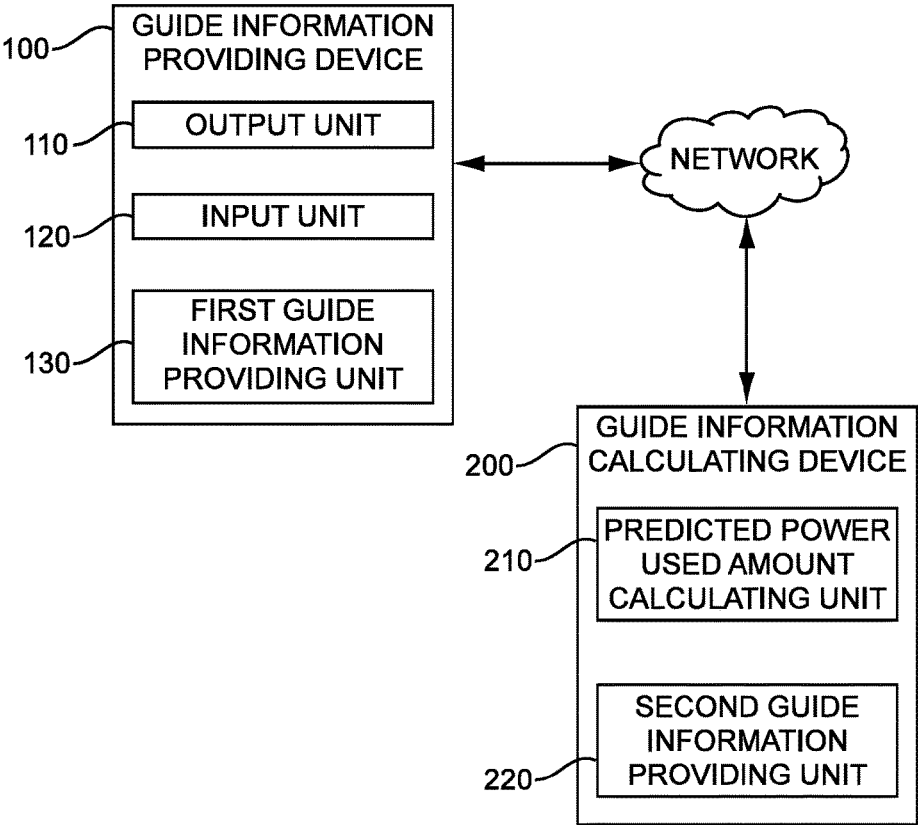 GUIDE INFORMATION
PROVIDING DEVICE
100
OUTPUT UNIT
110
INPUT UNIT
120
FIRST GUIDE
INFORMATION
PROVIDING UNIT
130
NETWORK
GUIDE INFORMATION
CALCULATING DEVICE
200
PREDICTED POWER
USED AMOUNT
CALCULATING UNIT
210
SECOND GUIDE
INFORMATION
PROVIDING UNIT
220